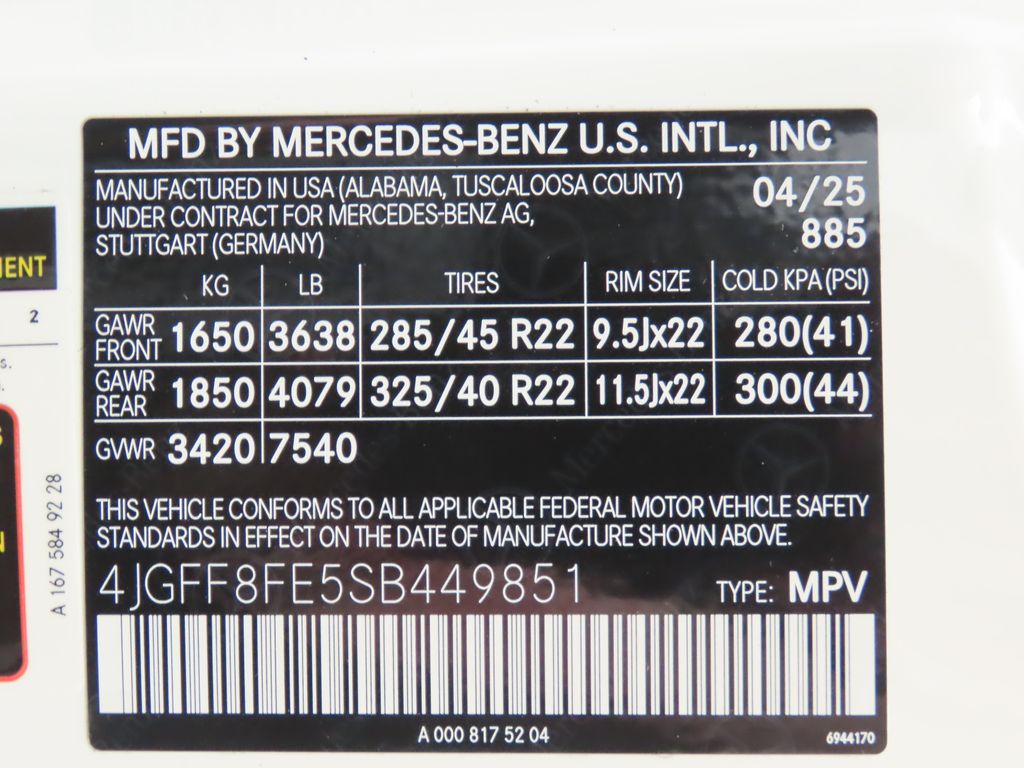 MFD BY MERCEDES-BENZ U.S. INTL., INC
MANUFACTURED IN USA (ALABAMA, TUSCALOOSA COUNTY)
UNDER CONTRACT FOR MERCEDES-BENZ AG,
STUTTGART (GERMANY)
04/25
885
KG LB TIRES RIM SIZE COLD KPA (PSI)
GAWR FRONT 1650 3638 285/45 R22 9.5Jx22 280(41)
GAWR REAR 1850 4079 325/40 R22 11.5Jx22 300(44)
GVWR 3420 7540
THIS VEHICLE CONFORMS TO ALL APPLICABLE FEDERAL MOTOR VEHICLE SAFETY
STANDARDS IN EFFECT ON THE DATE OF MANUFACTURE SHOWN ABOVE.
4JGFF8FE5SB449851 TYPE: MPV
A 000 817 52 04
6944170
A 167 584 92 28
2